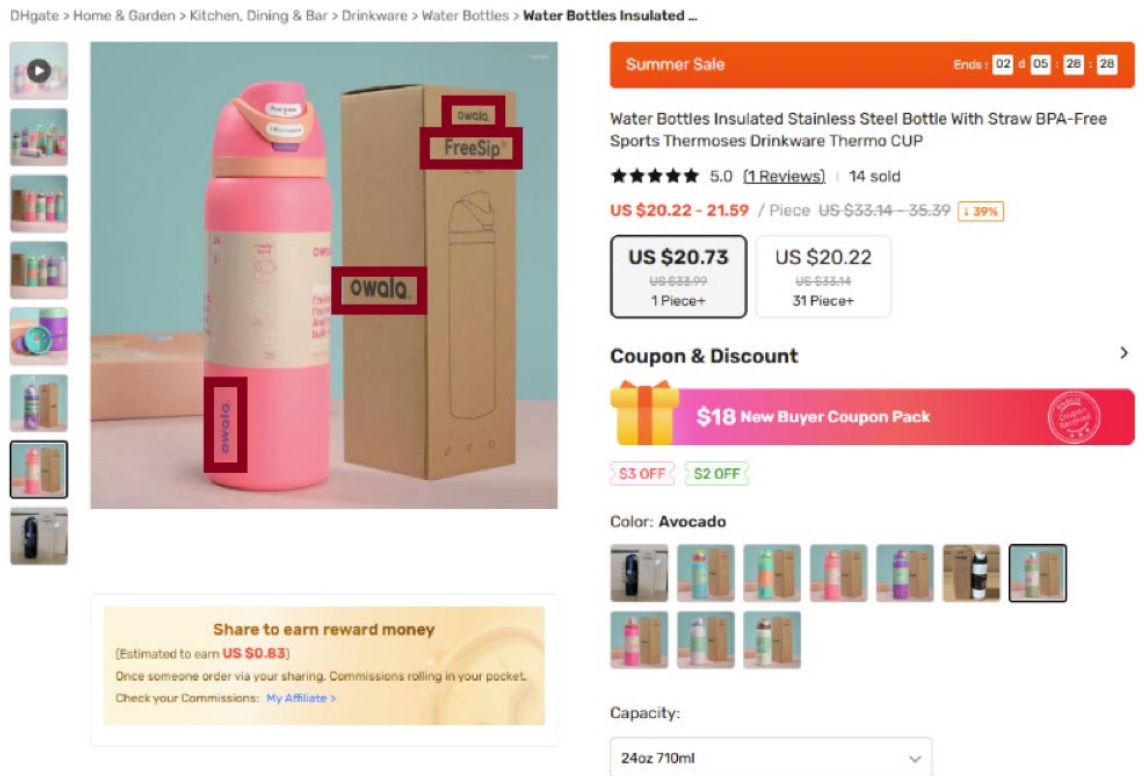 DHgate > Home & Garden > Kitchen, Dining & Bar > Drinkware > Water Bottles > Water Bottles Insulated ...
owala
FreeSip®
owala
owala
Summer Sale
Ends : 02 d 05 : 28 : 28
Water Bottles Insulated Stainless Steel Bottle With Straw BPA-Free
Sports Thermoses Drinkware Thermo CUP
5.0 (1 Reviews) | 14 sold
US $20.22 - 21.59 / Piece US $33.14 - 35.39 ↓ 39%
US $20.73
US $33.99
1 Piece+
US $20.22
US $33.14
31 Piece+
Coupon & Discount
$18 New Buyer Coupon Pack
$3 OFF
$2 OFF
Color: Avocado
Share to earn reward money
(Estimated to earn US $0.83)
Once someone order via your sharing, Commissions rolling in your pocket.
Check your Commissions: My Affiliate >
Capacity:
24oz 710ml